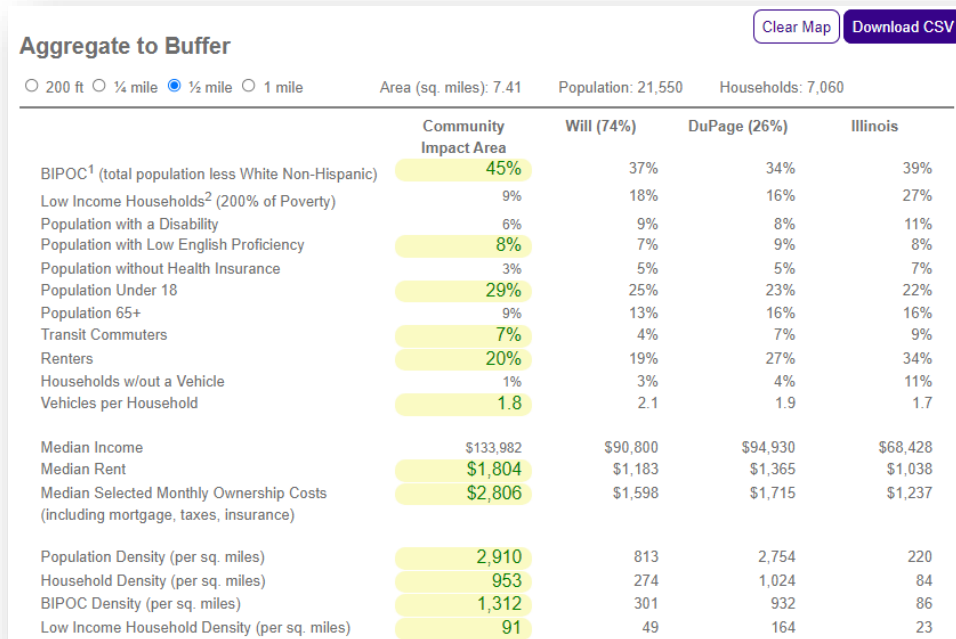 Clear Map Download CSV
Aggregate to Buffer
200 ft ¼ mile ½ mile 1 mile Area (sq. miles): 7.41 Population: 21,550 Households: 7,060
Community Impact Area Will (74%) DuPage (26%) Illinois
BIPOC1 (total population less White Non-Hispanic) 45% 37% 34% 39%
Low Income Households2 (200% of Poverty) 9% 18% 16% 27%
Population with a Disability 6% 9% 8% 11%
Population with Low English Proficiency 8% 7% 9% 8%
Population without Health Insurance 3% 5% 5% 7%
Population Under 18 29% 25% 23% 22%
Population 65+ 9% 13% 16% 16%
Transit Commuters 7% 4% 7% 9%
Renters 20% 19% 27% 34%
Households w/out a Vehicle 1% 3% 4% 11%
Vehicles per Household 1.8 2.1 1.9 1.7
Median Income $133,982 $90,800 $94,930 $68,428
Median Rent $1,804 $1,183 $1,365 $1,038
Median Selected Monthly Ownership Costs $2,806 $1,598 $1,715 $1,237
(including mortgage, taxes, insurance)
Population Density (per sq. miles) 2,910 813 2,754 220
Household Density (per sq. miles) 953 274 1,024 84
BIPOC Density (per sq. miles) 1,312 301 932 86
Low Income Household Density (per sq. miles) 91 49 164 23